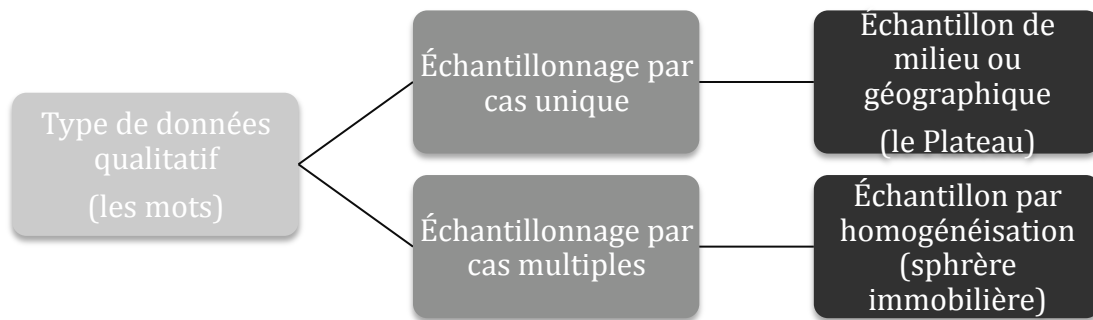 Type de données
qualitatif
(les mots)
Échantillonnage par
cas unique
Échantillon de
milieu ou
géographique
(le Plateau)
Échantillonnage par
cas multiples
Échantillon par
homogénéisation
(sphrère
immobilière)